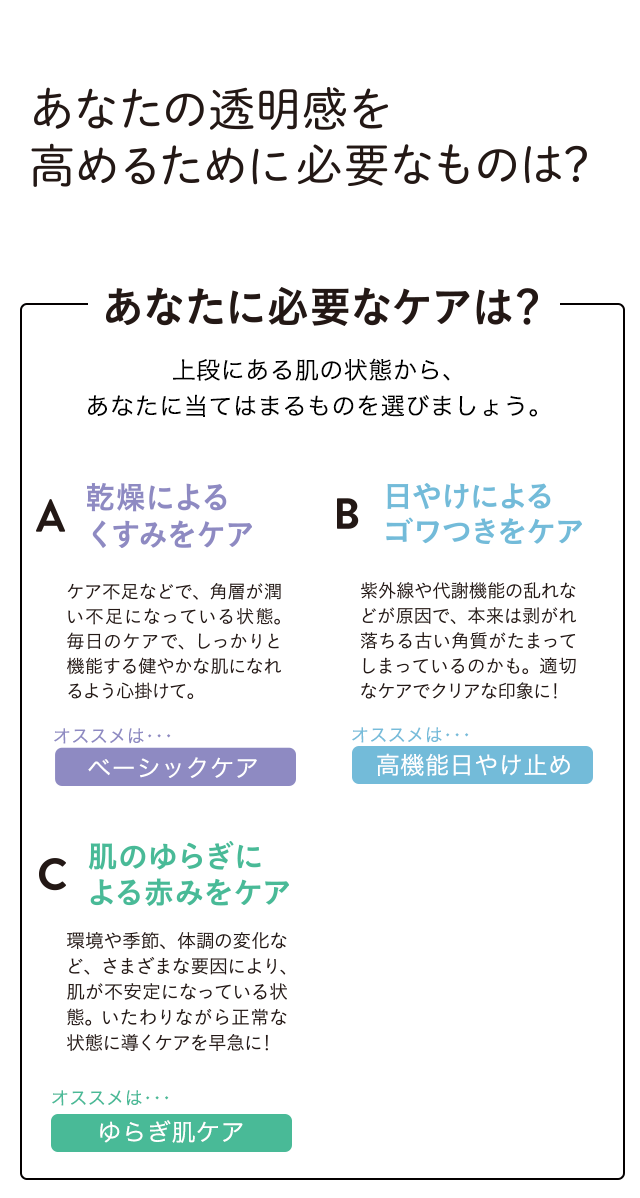 あなたの透明感を
高めるために必要なものは?
あなたに必要なケアは?
上段にある肌の状態から、
あなたに当てはまるものを選びましょう。
A
乾燥による
くすみをケア
ケア不足などで、角層が潤
い不足になっている状態。
毎日のケアで、しっかりと
機能する健やかな肌になれ
るよう心掛けて。
オススメは･･･
ベーシックケア
B
日やけによる
ゴワつきをケア
紫外線や代謝機能の乱れな
どが原因で、本来は剥がれ
落ちる古い角質がたまって
しまっているのかも。適切
なケアでクリアな印象に!
オススメは･･･
高機能日やけ止め
C
肌のゆらぎに
よる赤みをケア
環境や季節、体調の変化な
ど、さまざまな要因により、
肌が不安定になっている状
態。いたわりながら正常な
状態に導くケアを早急に!
オススメは･･･
ゆらぎ肌ケア